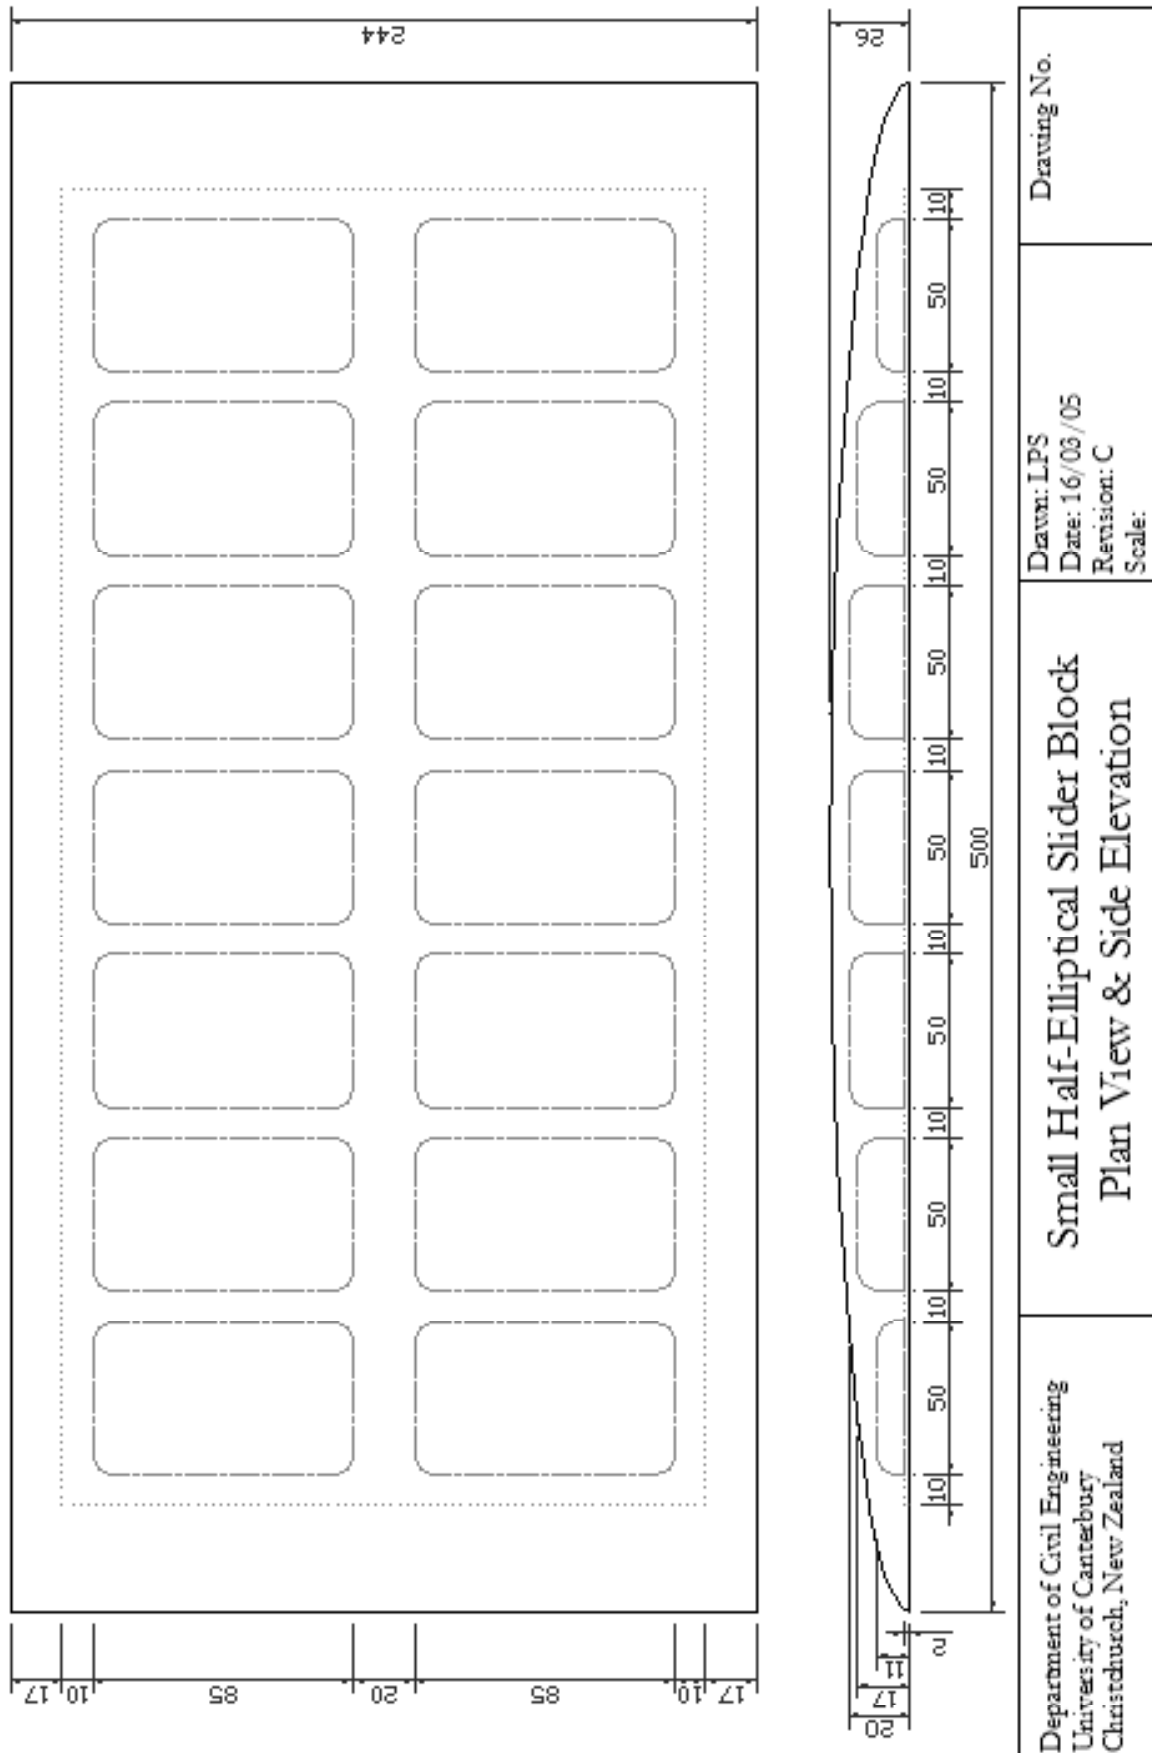 244
26
17
10
85
20
85
10
17
10
50
10
50
10
50
10
50
10
50
10
50
10
50
10
500
2
11
17
20
Department of Civil Engineering
University of Canterbury
Christchurch, New Zealand
Small Half-Elliptical Slider Block
Plan View & Side Elevation
Drawn: LPS
Date: 16/03/05
Revision: C
Scale:
Drawing No.